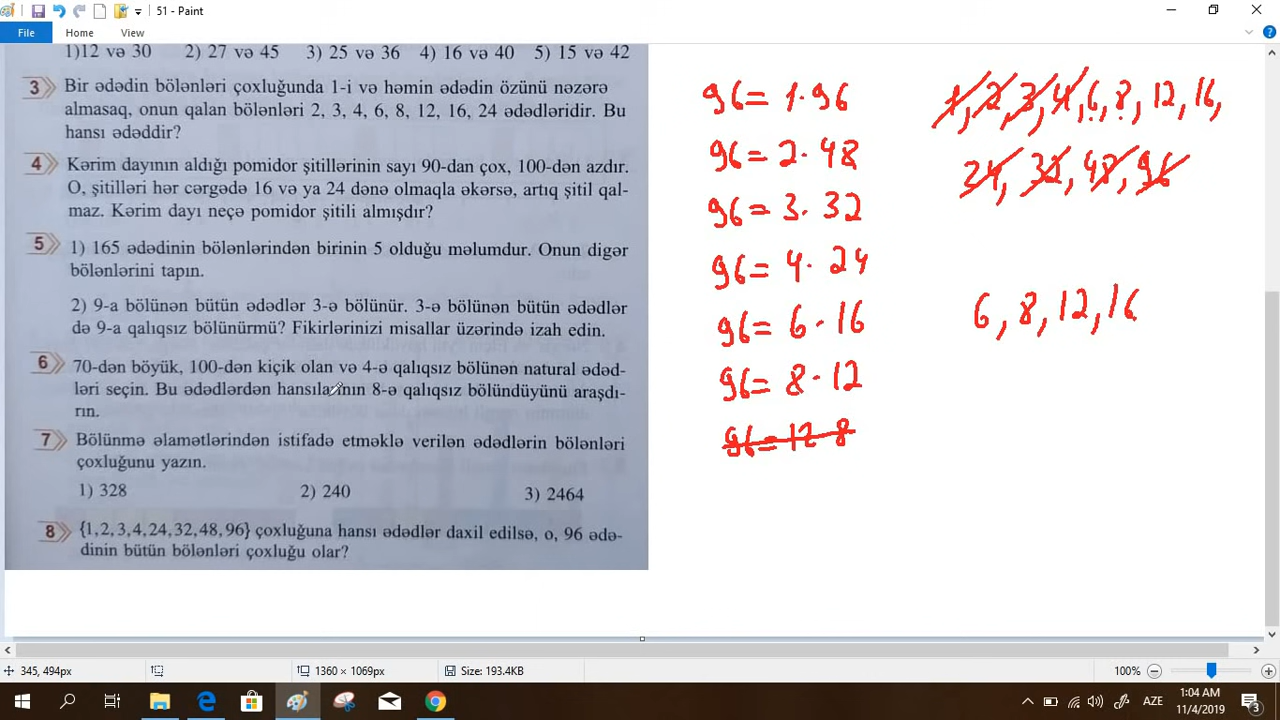 51 - Paint
File Home View
1)12 və 30 2) 27 və 45 3) 25 və 36 4) 16 və 40 5) 15 və 42
3 Bir ədədin bölənləri çoxluğunda 1-i və həmin ədədin özünü nəzərə
almasaq, onun qalan bölənləri 2, 3, 4, 6, 8, 12, 16, 24 ədədləridir. Bu
hansı ədəddir?
4 Kərim dayının aldığı pomidor şitillərinin sayı 90-dan çox, 100-dən azdır.
O, şitilləri hər cərgədə 16 və ya 24 dənə olmaqla əkərsə, artıq şitil qal-
maz. Kərim dayı neçə pomidor şitili almışdır?
5 1) 165 ədədinin bölənlərindən birinin 5 olduğu məlumdur. Onun digər
bölənlərini tapın.
2) 9-a bölünən bütün ədədlər 3-ə bölünür. 3-ə bölünən bütün ədədlər
də 9-a qalıqsız bölünürmü? Fikirlərinizi misallar üzərində izah edin.
6 70-dən böyük, 100-dən kiçik olan və 4-ə qalıqsız bölünən natural ədəd-
ləri seçin. Bu ədədlərdən hansılarının 8-ə qalıqsız bölündüyünü araşdı-
rın.
7 Bölünmə əlamətlərindən istifadə etməklə verilən ədədlərin bölənləri
çoxluğunu yazın.
1) 328 2) 240 3) 2464
8 {1,2,3,4,24,32,48,96} çoxluğuna hansı ədədlər daxil edilsə, o, 96 ədə-
dinin bütün bölənləri çoxluğu olar?
96 = 1·96
96 = 2·48
96 = 3·32
96 = 4·24
96 = 6·16
96 = 8·12
96 = 12 8
1, 2, 3, 4, 6, 8, 12, 16,
24, 32, 48, 96
6, 8, 12, 16
345, 494px 1360 × 1069px Size: 193.4KB 100%
AZE 1:04 AM
11/4/2019 3